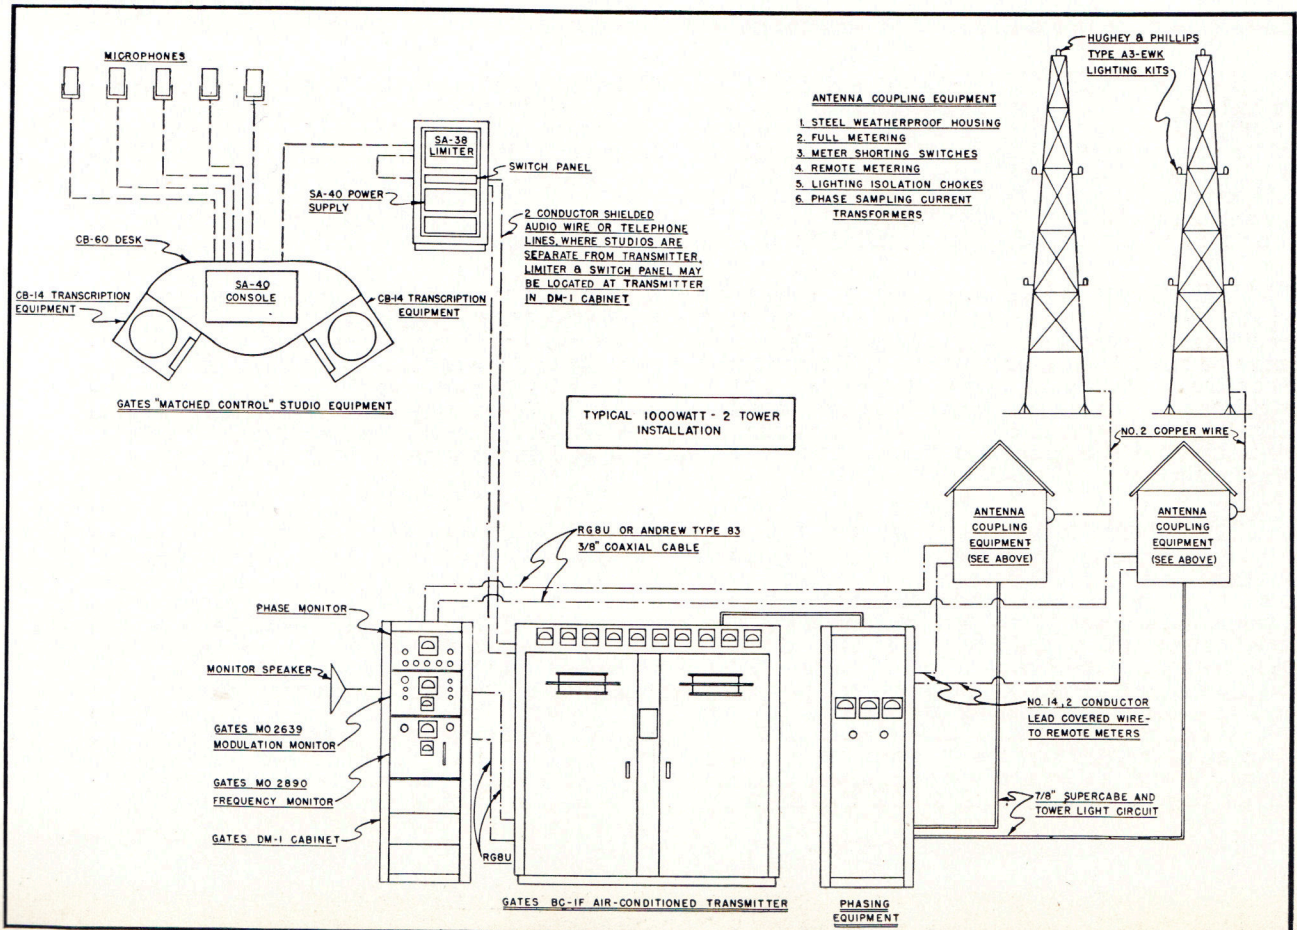 MICROPHONES
HUGHEY & PHILLIPS
TYPE A3-EWK
LIGHTING KITS
ANTENNA COUPLING EQUIPMENT
1. STEEL WEATHERPROOF HOUSING
2. FULL METERING
3. METER SHORTING SWITCHES
4. REMOTE METERING
5. LIGHTING ISOLATION CHOKES
6. PHASE SAMPLING CURRENT
TRANSFORMERS
SA-38
LIMITER
SWITCH PANEL
SA-40 POWER
SUPPLY
2 CONDUCTOR SHIELDED
AUDIO WIRE OR TELEPHONE
LINES, WHERE STUDIOS ARE
SEPARATE FROM TRANSMITTER,
LIMITER & SWITCH PANEL MAY
BE LOCATED AT TRANSMITTER
IN DM-1 CABINET
CB-60 DESK
SA-40
CONSOLE
CB-14 TRANSCRIPTION
EQUIPMENT
CB-14 TRANSCRIPTION
EQUIPMENT
GATES "MATCHED CONTROL" STUDIO EQUIPMENT
TYPICAL 1000WATT - 2 TOWER
INSTALLATION
NO. 2 COPPER WIRE
ANTENNA
COUPLING
EQUIPMENT
(SEE ABOVE)
ANTENNA
COUPLING
EQUIPMENT
(SEE ABOVE)
RG8U OR ANDREW TYPE 83
3/8" COAXIAL CABLE
PHASE MONITOR
MONITOR SPEAKER
GATES MO2639
MODULATION MONITOR
GATES MO 2890
FREQUENCY MONITOR
GATES DM-1 CABINET
RG8U
NO. 14, 2 CONDUCTOR
LEAD COVERED WIRE-
TO REMOTE METERS
7/8" SUPERCABE AND
TOWER LIGHT CIRCUIT
GATES BC-1F AIR-CONDITIONED TRANSMITTER
PHASING
EQUIPMENT